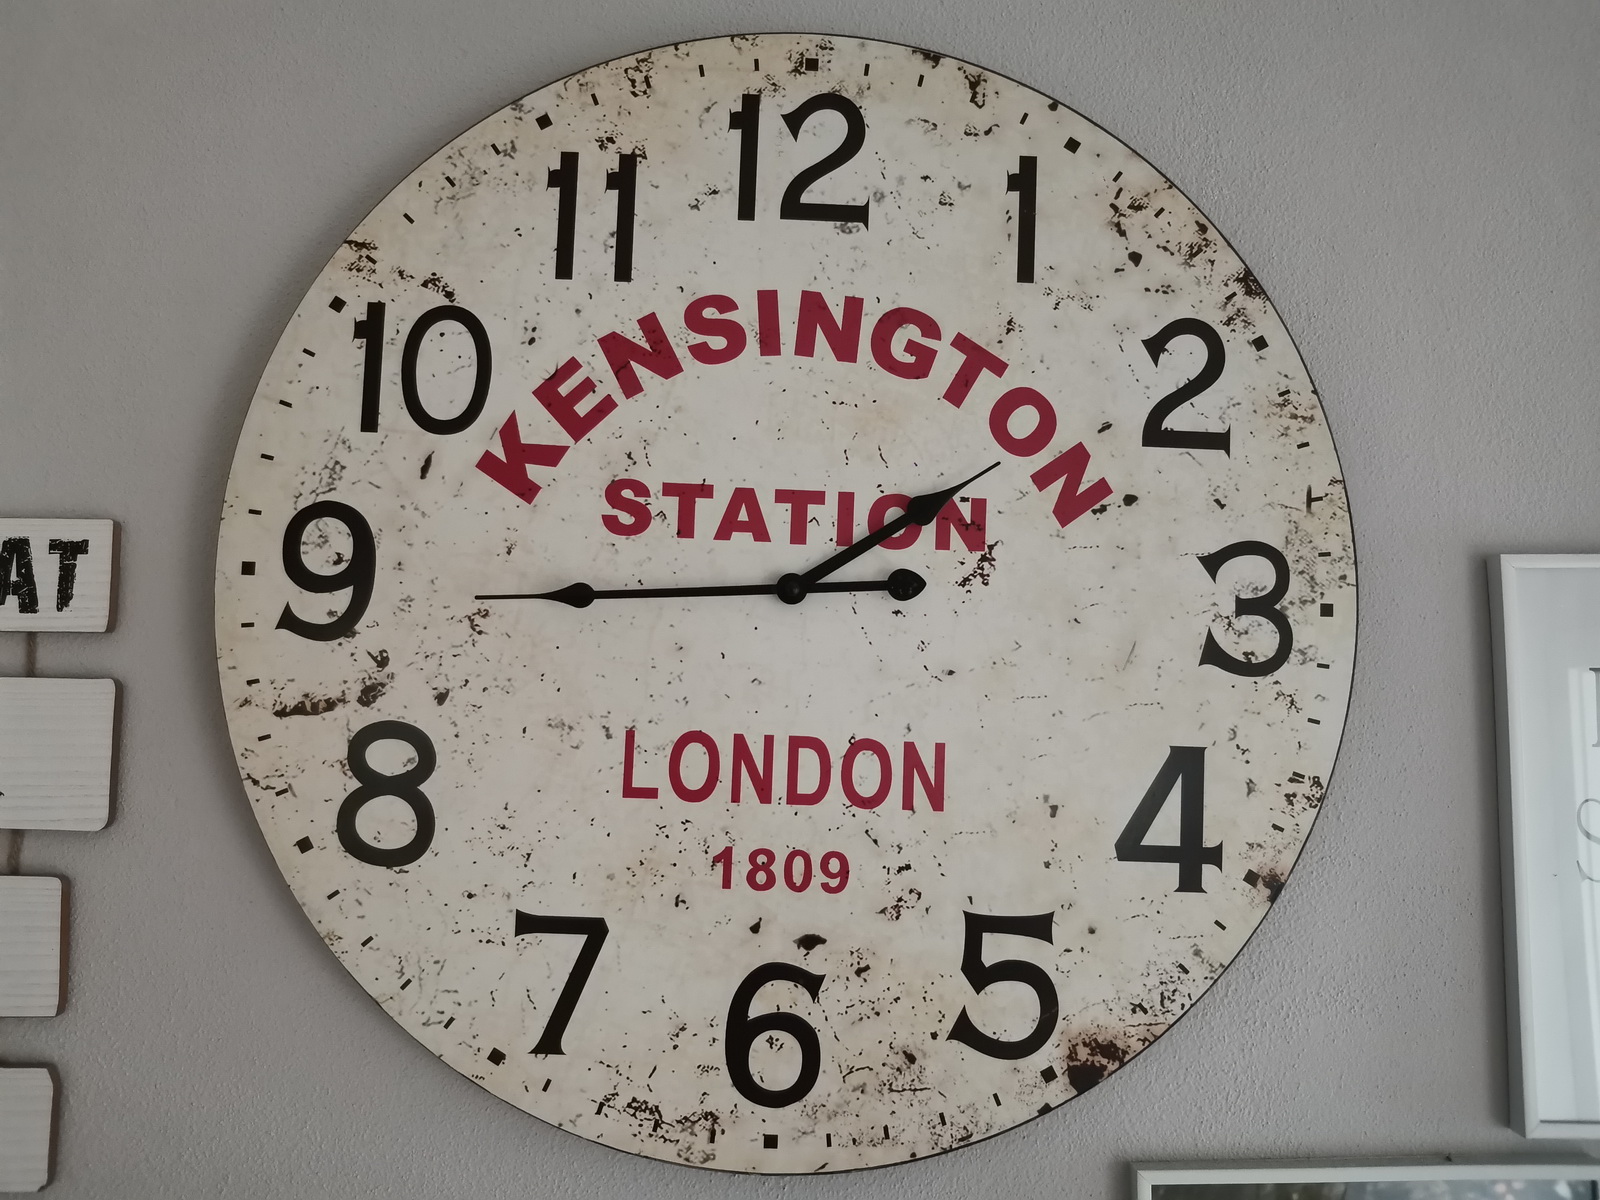 12
11 1
10 2
KENSINGTON
STATION
9 3
AT
LONDON
8 4
1809
7 5
6